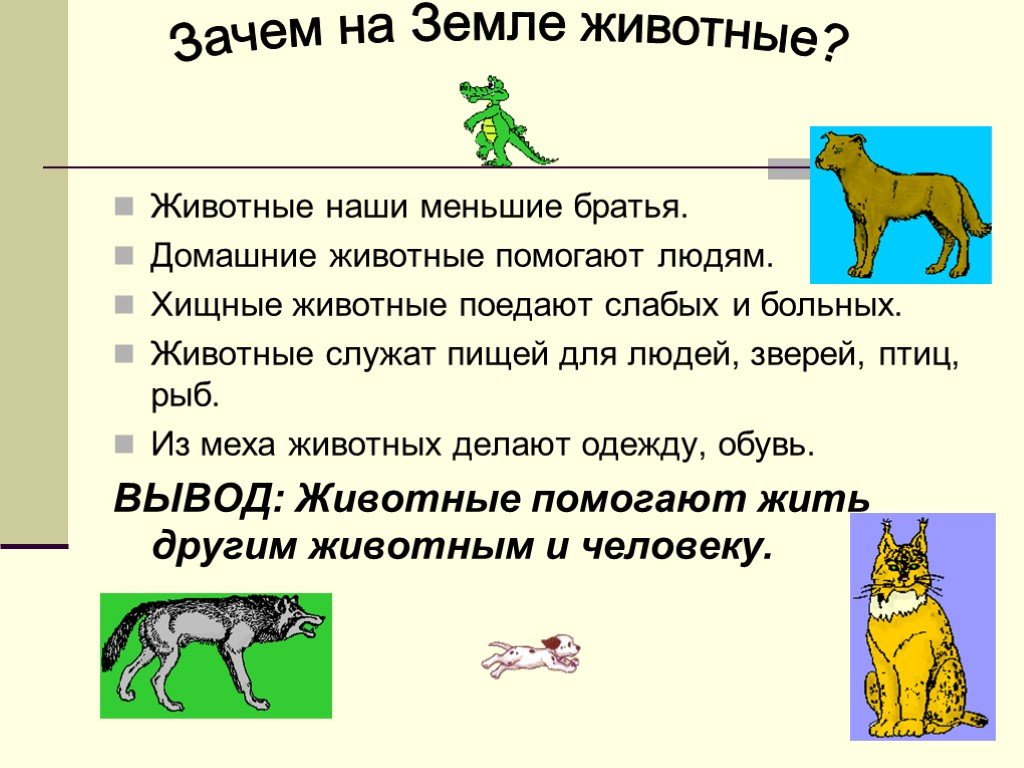 Зачем на Земле животные?
Животные наши меньшие братья.
Домашние животные помогают людям.
Хищные животные поедают слабых и больных.
Животные служат пищей для людей, зверей, птиц,
рыб.
Из меха животных делают одежду, обувь.
ВЫВОД: Животные помогают жить
другим животным и человеку.